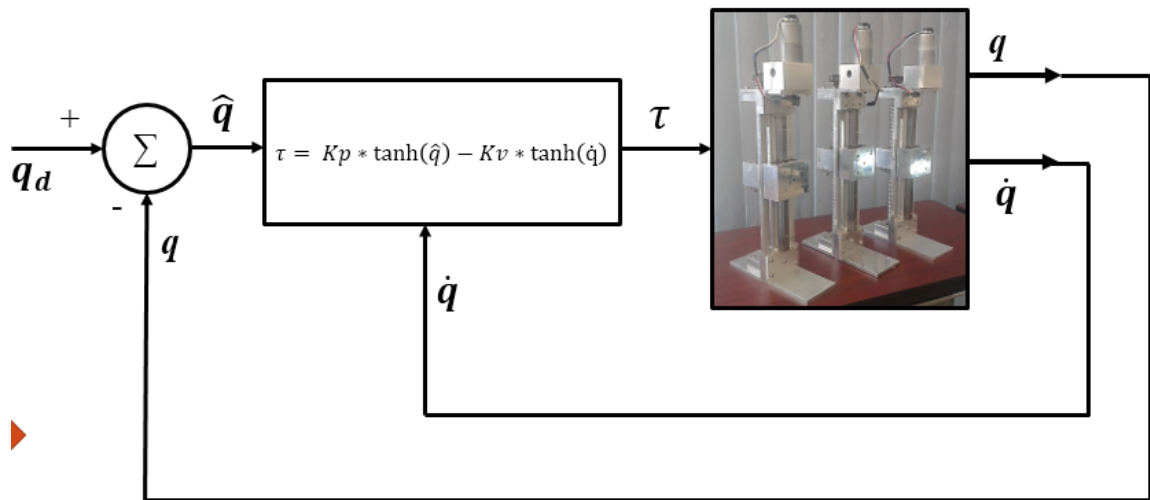 +
q_d
-
∑
q̂
q
τ = Kp ∗ tanh(q̂) − Kv ∗ tanh(q̇)
q̇
τ
q
q̇